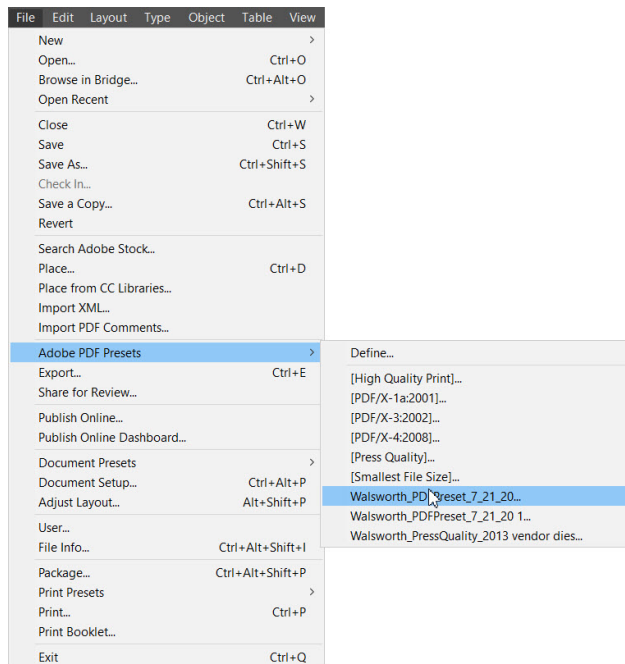 File Edit Layout Type Object Table View
New >
Open... Ctrl+O
Browse in Bridge... Ctrl+Alt+O
Open Recent >
Close Ctrl+W
Save Ctrl+S
Save As... Ctrl+Shift+S
Check In...
Save a Copy... Ctrl+Alt+S
Revert
Search Adobe Stock...
Place... Ctrl+D
Place from CC Libraries...
Import XML...
Import PDF Comments...
Adobe PDF Presets >
Export... Ctrl+E
Share for Review...
Publish Online...
Publish Online Dashboard...
Document Presets >
Document Setup... Ctrl+Alt+P
Adjust Layout... Alt+Shift+P
User...
File Info... Ctrl+Alt+Shift+I
Package... Ctrl+Alt+Shift+P
Print Presets >
Print... Ctrl+P
Print Booklet...
Exit Ctrl+Q
Define...
[High Quality Print]...
[PDF/X-1a:2001]...
[PDF/X-3:2002]...
[PDF/X-4:2008]...
[Press Quality]...
[Smallest File Size]...
Walsworth_PDFPreset_7_21_20...
Walsworth_PDFPreset_7_21_20 1...
Walsworth_PressQuality_2013 vendor dies...